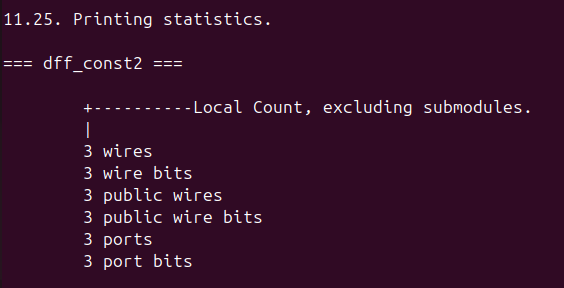 11.25. Printing statistics.
=== dff_const2 ===
+----------Local Count, excluding submodules.
|
3 wires
3 wire bits
3 public wires
3 public wire bits
3 ports
3 port bits